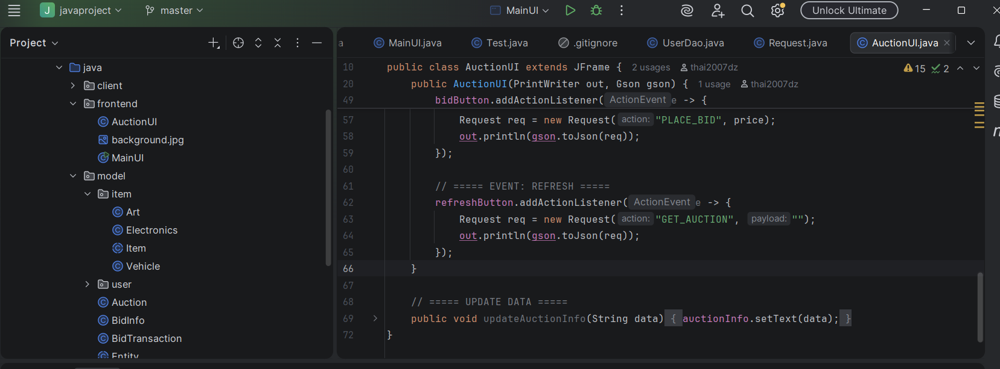 J javaproject master MainUI Unlock Ultimate
Project
a MainUI.java Test.java .gitignore UserDao.java Request.java AuctionUI.java
java
client
frontend
AuctionUI
background.jpg
MainUI
model
item
Art
Electronics
Item
Vehicle
user
Auction
BidInfo
BidTransaction
Entity
10 public class AuctionUI extends JFrame { 2 usages thai2007dz
15 2
20 public AuctionUI(PrintWriter out, Gson gson) { 1 usage thai2007dz
49 bidButton.addActionListener( ActionEvent e -> {
57 Request req = new Request( action: "PLACE_BID", price);
58 out.println(gson.toJson(req));
59 });
60
61 // ===== EVENT: REFRESH =====
62 refreshButton.addActionListener( ActionEvent e -> {
63 Request req = new Request( action: "GET_AUCTION", payload: "");
64 out.println(gson.toJson(req));
65 });
66 }
67
68 // ===== UPDATE DATA =====
69 public void updateAuctionInfo(String data) { auctionInfo.setText(data); }
72 }